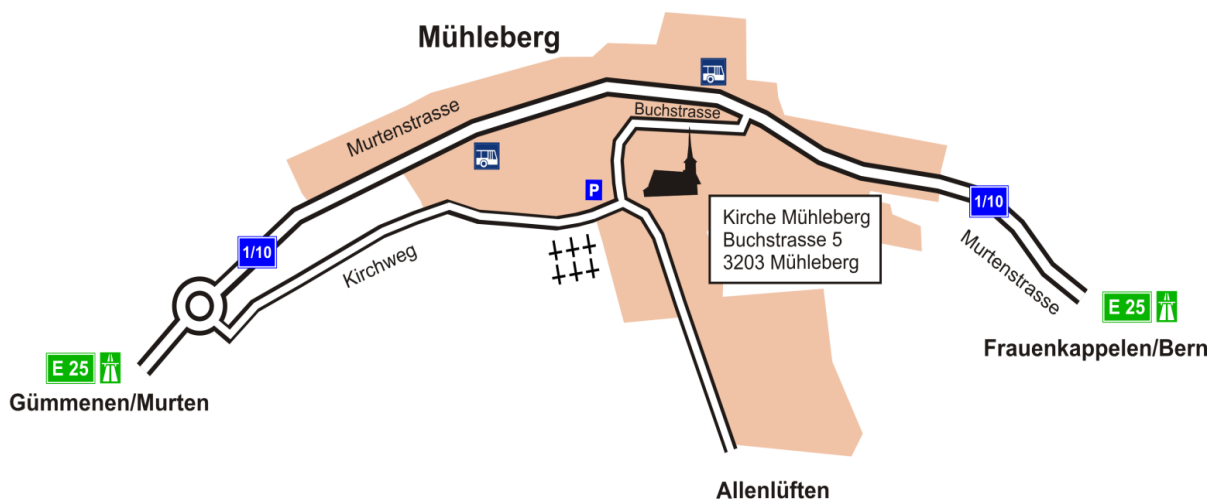 Mühleberg
Murtenstrasse
Buchstrasse
P
1/10
Kirche Mühleberg
Buchstrasse 5
3203 Mühleberg
1/10
Kirchweg
Murtenstrasse
E 25
Frauenkappelen/Bern
E 25
Gümmenen/Murten
Allenlüften